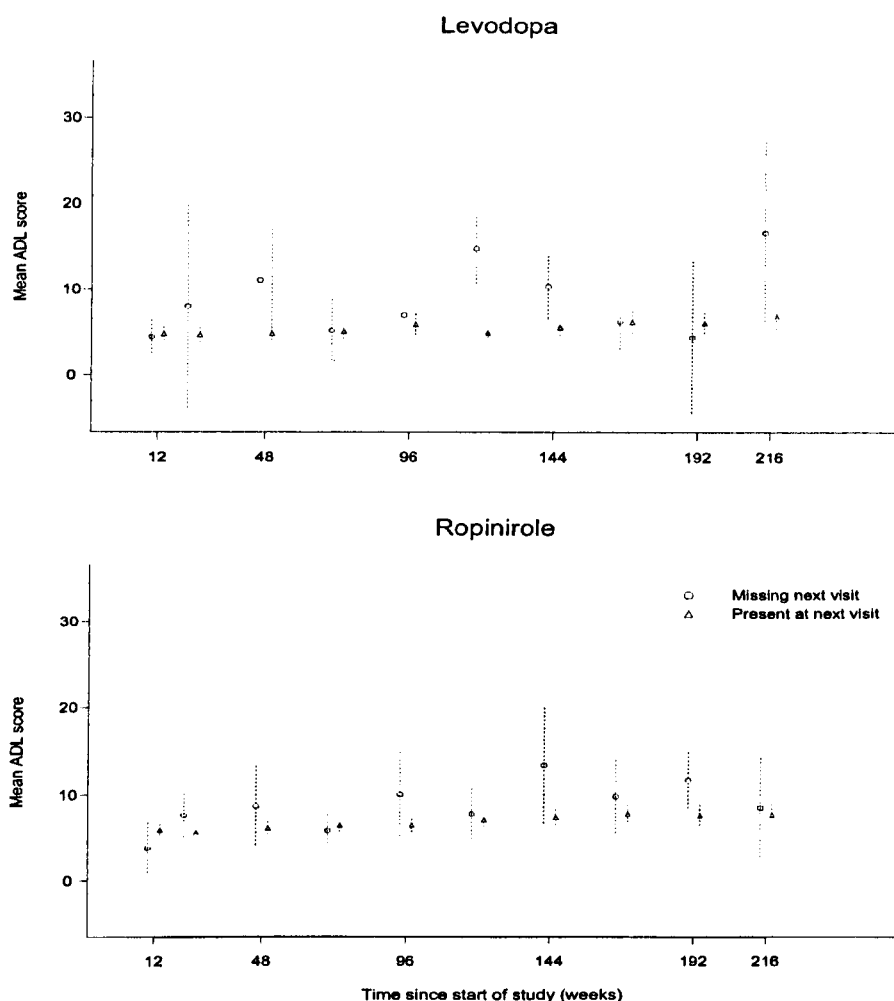 Levodopa
Mean ADL score
30
20
10
0
12 48 96 144 192 216
Ropinirole
Missing next visit
Present at next visit
Mean ADL score
30
20
10
0
12 48 96 144 192 216
Time since start of study (weeks)